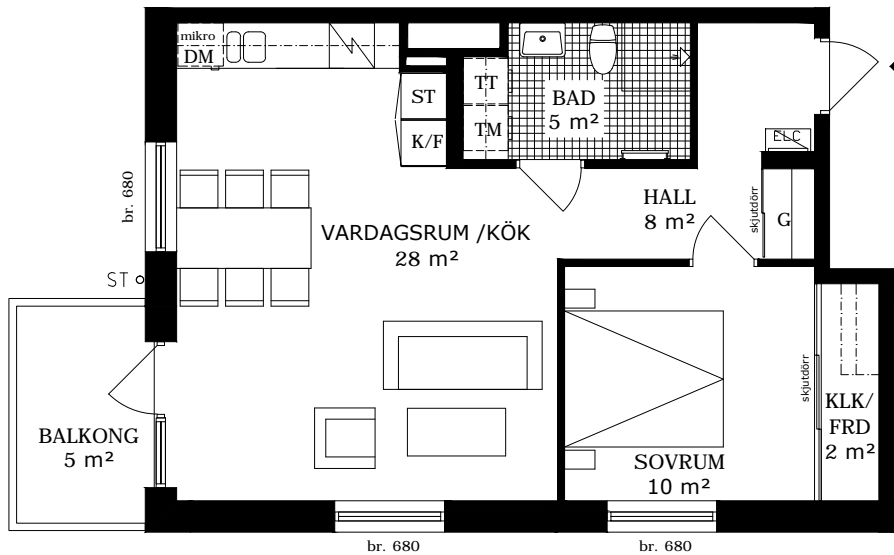 mikro
DM
ST
K/F
TT
TM
BAD
5 m²
ELC
br. 680
HALL
8 m²
skjutdörr
G
VARDAGSRUM /KÖK
28 m²
ST
skjutdörr
KLK/
FRD
2 m²
BALKONG
5 m²
SOVRUM
10 m²
br. 680
br. 680